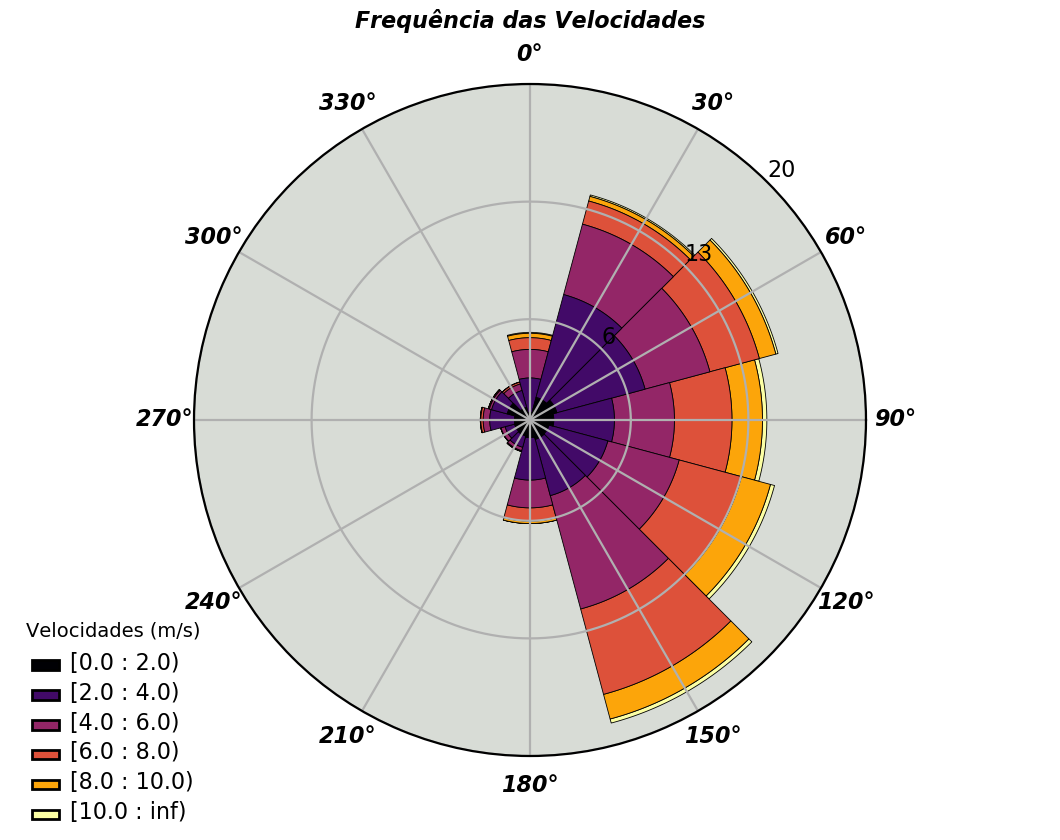 Frequência das Velocidades
0°
330°
30°
20
300°
60°
13
6
270°
90°
240°
120°
210°
150°
180°
Velocidades (m/s)
[0.0 : 2.0)
[2.0 : 4.0)
[4.0 : 6.0)
[6.0 : 8.0)
[8.0 : 10.0)
[10.0 : inf)